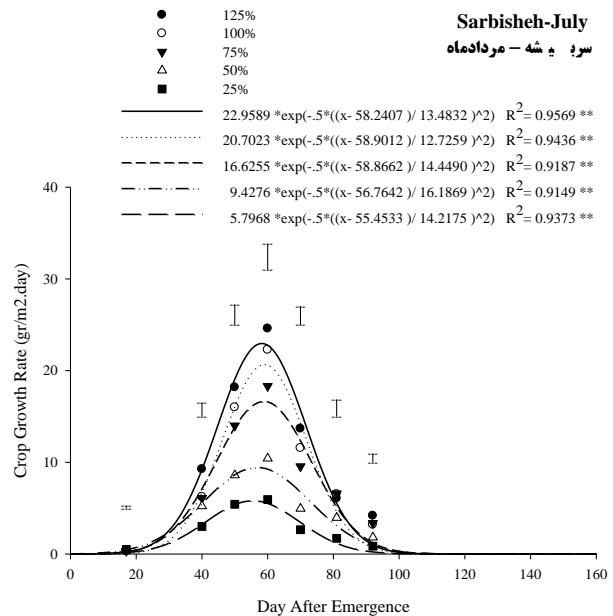 125%
100%
75%
50%
25%
Sarbisheh-July
سربیشه – مردادماه
22.9589 *exp(-.5*((x- 58.2407 )/ 13.4832 )^2) R2= 0.9569 **
20.7023 *exp(-.5*((x- 58.9012 )/ 12.7259 )^2) R2= 0.9436 **
16.6255 *exp(-.5*((x- 58.8662 )/ 14.4490 )^2) R2= 0.9187 **
9.4276 *exp(-.5*((x- 56.7642 )/ 16.1869 )^2) R2= 0.9149 **
5.7968 *exp(-.5*((x- 55.4533 )/ 14.2175 )^2) R2= 0.9373 **
Crop Growth Rate (gr/m2.day)
40
30
20
10
0
0 20 40 60 80 100 120 140 160
Day After Emergence